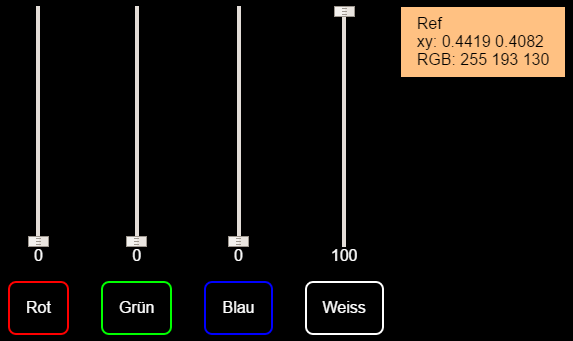 Ref
xy: 0.4419 0.4082
RGB: 255 193 130
0 0 0 100
Rot Grün Blau Weiss